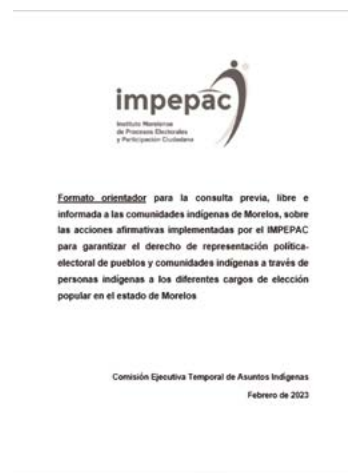 impepac
Instituto Morelense
de Procesos Electorales
y Participación Ciudadana
Formato orientador para la consulta previa, libre e
informada a las comunidades indígenas de Morelos, sobre
las acciones afirmativas implementadas por el IMPEPAC
para garantizar el derecho de representación política-
electoral de pueblos y comunidades indígenas a través de
personas indígenas a los diferentes cargos de elección
popular en el estado de Morelos
Comisión Ejecutiva Temporal de Asuntos Indígenas
Febrero de 2023